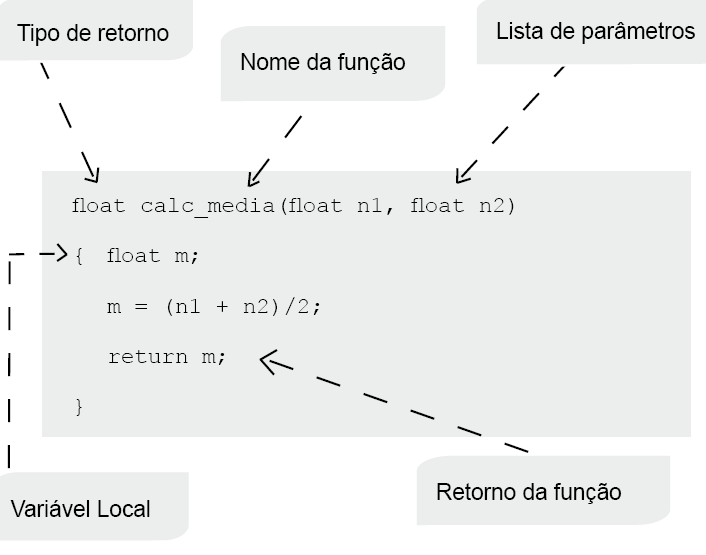 Tipo de retorno
Nome da função
Lista de parâmetros
float calc_media(float n1, float n2)
{ float m;
m = (n1 + n2)/2;
return m;
}
Variável Local
Retorno da função